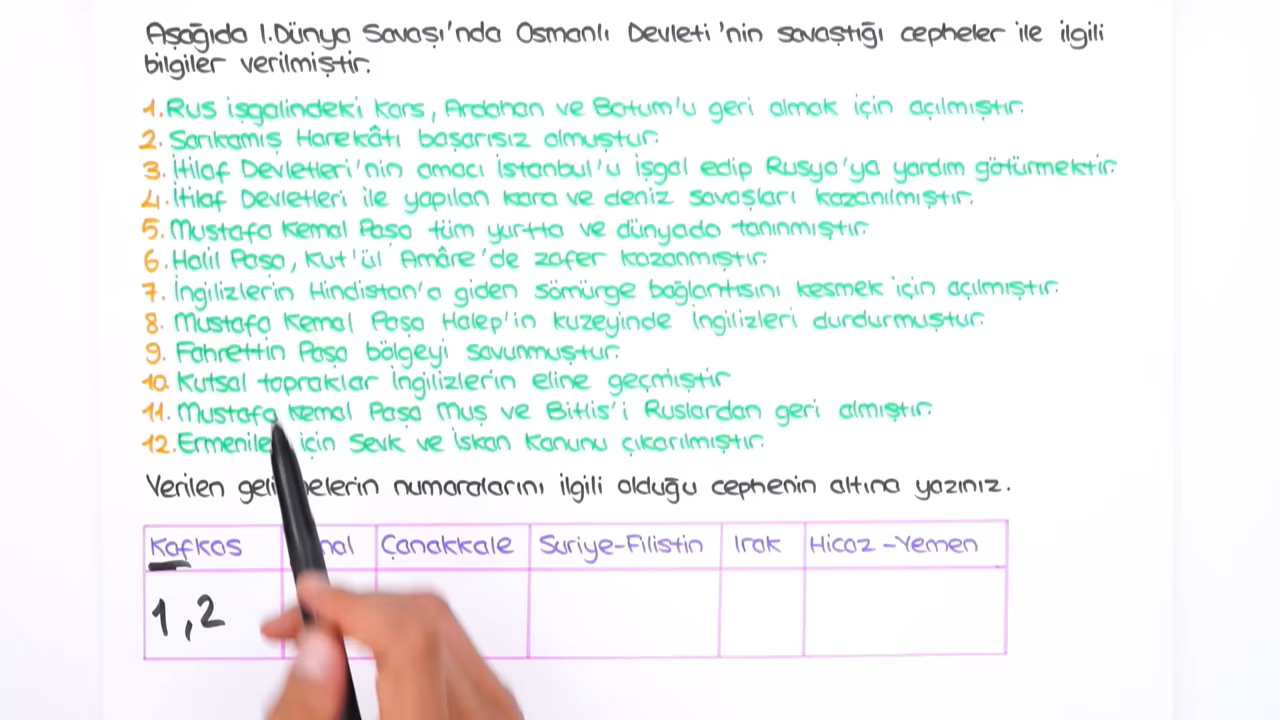 Aşağıda 1.Dünya Savaşı'nda Osmanlı Devleti'nin savaştığı cepheler ile ilgili
bilgiler verilmiştir.
1.Rus işgalindeki Kars, Ardahan ve Batum'u geri almak için açılmıştır.
2. Sarıkamış Harekâtı başarısız olmuştur.
3. İtilaf Devletleri'nin amacı İstanbul'u işgal edip Rusya'ya yardım götürmektir.
4. İtilaf Devletleri ile yapılan kara ve deniz savaşları kazanılmıştır.
5. Mustafa Kemal Paşa tüm yurtta ve dünyada tanınmıştır.
6. Halil Paşa, Kut'ül Amâre'de zafer kazanmıştır.
7. İngilizlerin Hindistan'a giden sömürge bağlantısını kesmek için açılmıştır.
8. Mustafa Kemal Paşa Halep'in kuzeyinde İngilizleri durdurmuştur.
9. Fahrettin Paşa bölgeyi savunmuştur.
10. Kutsal topraklar İngilizlerin eline geçmiştir
11. Mustafa Kemal Paşa Muş ve Bitlis'i Ruslardan geri almıştır.
12. için Sevk ve İskan Kanunu çıkarılmıştır.
Verilen numaralarını ilgili olduğu cephenin altına yazınız.
Kafkas Çanakkale Suriye-Filistin Irak Hicaz-Yemen
1,2